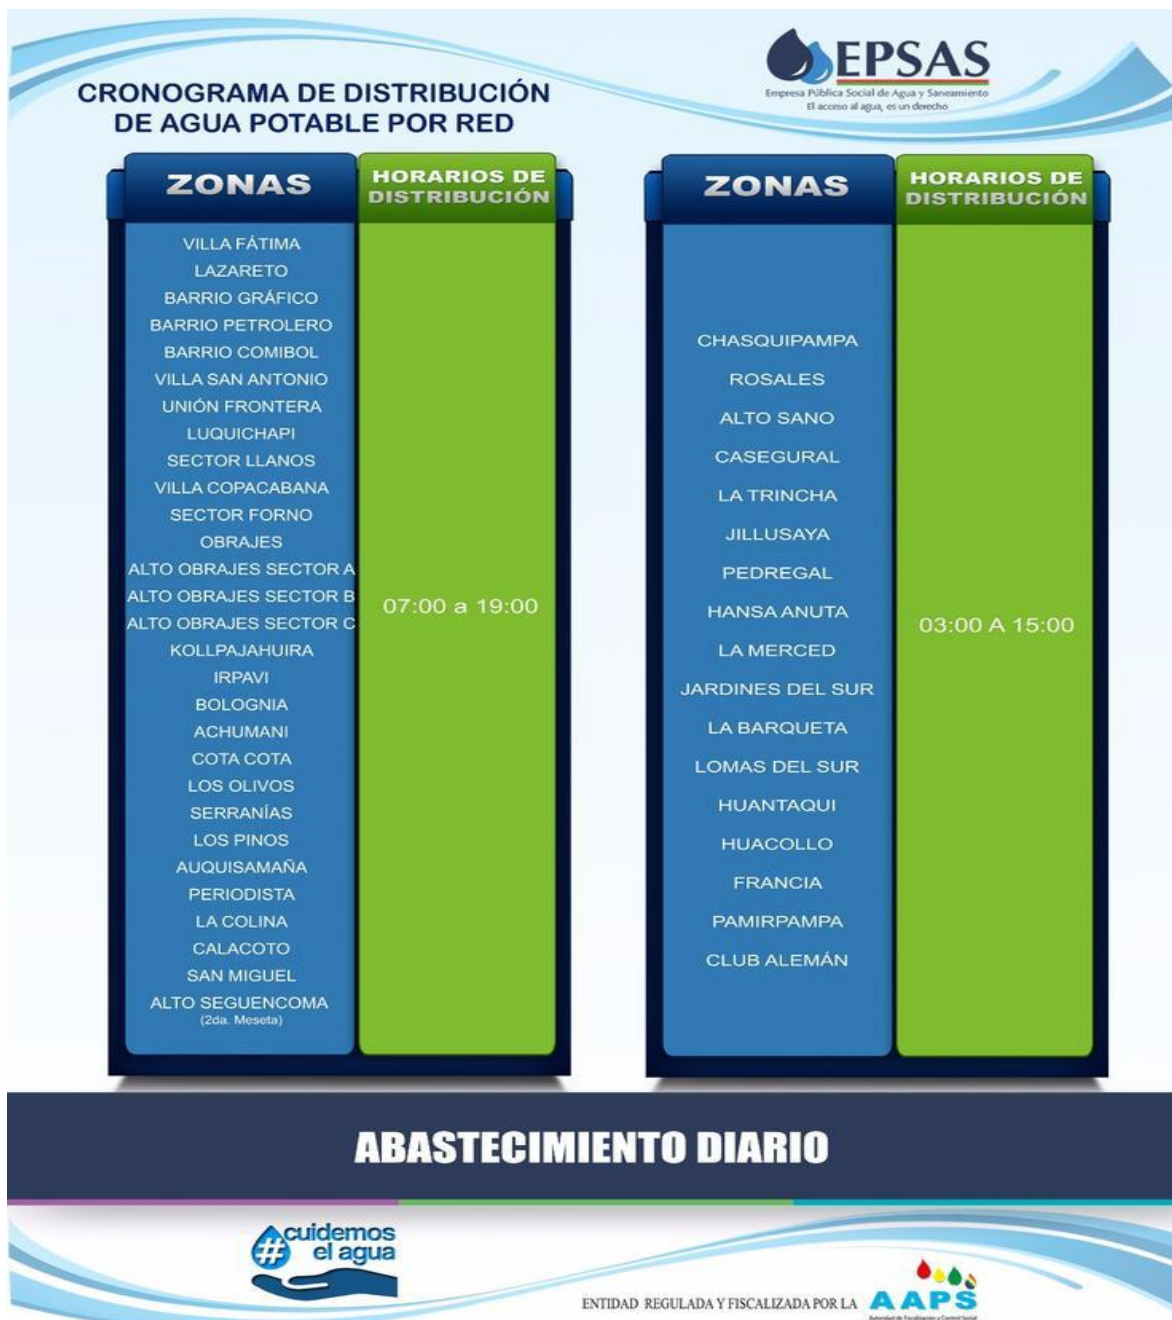 CRONOGRAMA DE DISTRIBUCIÓN
DE AGUA POTABLE POR RED
EPSAS
Empresa Pública Social de Agua y Saneamiento
El acceso al agua, es un derecho
ZONAS
HORARIOS DE
DISTRIBUCIÓN
VILLA FÁTIMA
LAZARETO
BARRIO GRÁFICO
BARRIO PETROLERO
BARRIO COMIBOL
VILLA SAN ANTONIO
UNIÓN FRONTERA
LUQUICHAPI
SECTOR LLANOS
VILLA COPACABANA
SECTOR FORNO
OBRAJES
ALTO OBRAJES SECTOR A
ALTO OBRAJES SECTOR B
ALTO OBRAJES SECTOR C
KOLLPAJAHUIRA
IRPAVI
BOLOGNIA
ACHUMANI
COTA COTA
LOS OLIVOS
SERRANÍAS
LOS PINOS
AUQUISAMAÑA
PERIODISTA
LA COLINA
CALACOTO
SAN MIGUEL
ALTO SEGUENCOMA
(2da. Meseta)
07:00 a 19:00
ZONAS
HORARIOS DE
DISTRIBUCIÓN
CHASQUIPAMPA
ROSALES
ALTO SANO
CASEGURAL
LA TRINCHA
JILLUSAYA
PEDREGAL
HANSA ANUTA
LA MERCED
JARDINES DEL SUR
LA BARQUETA
LOMAS DEL SUR
HUANTAQUI
HUACOLLO
FRANCIA
PAMIRPAMPA
CLUB ALEMÁN
03:00 A 15:00
ABASTECIMIENTO DIARIO
#cuidemos
el agua
ENTIDAD REGULADA Y FISCALIZADA POR LA AAPS
Autoridad de Fiscalización y Control Social